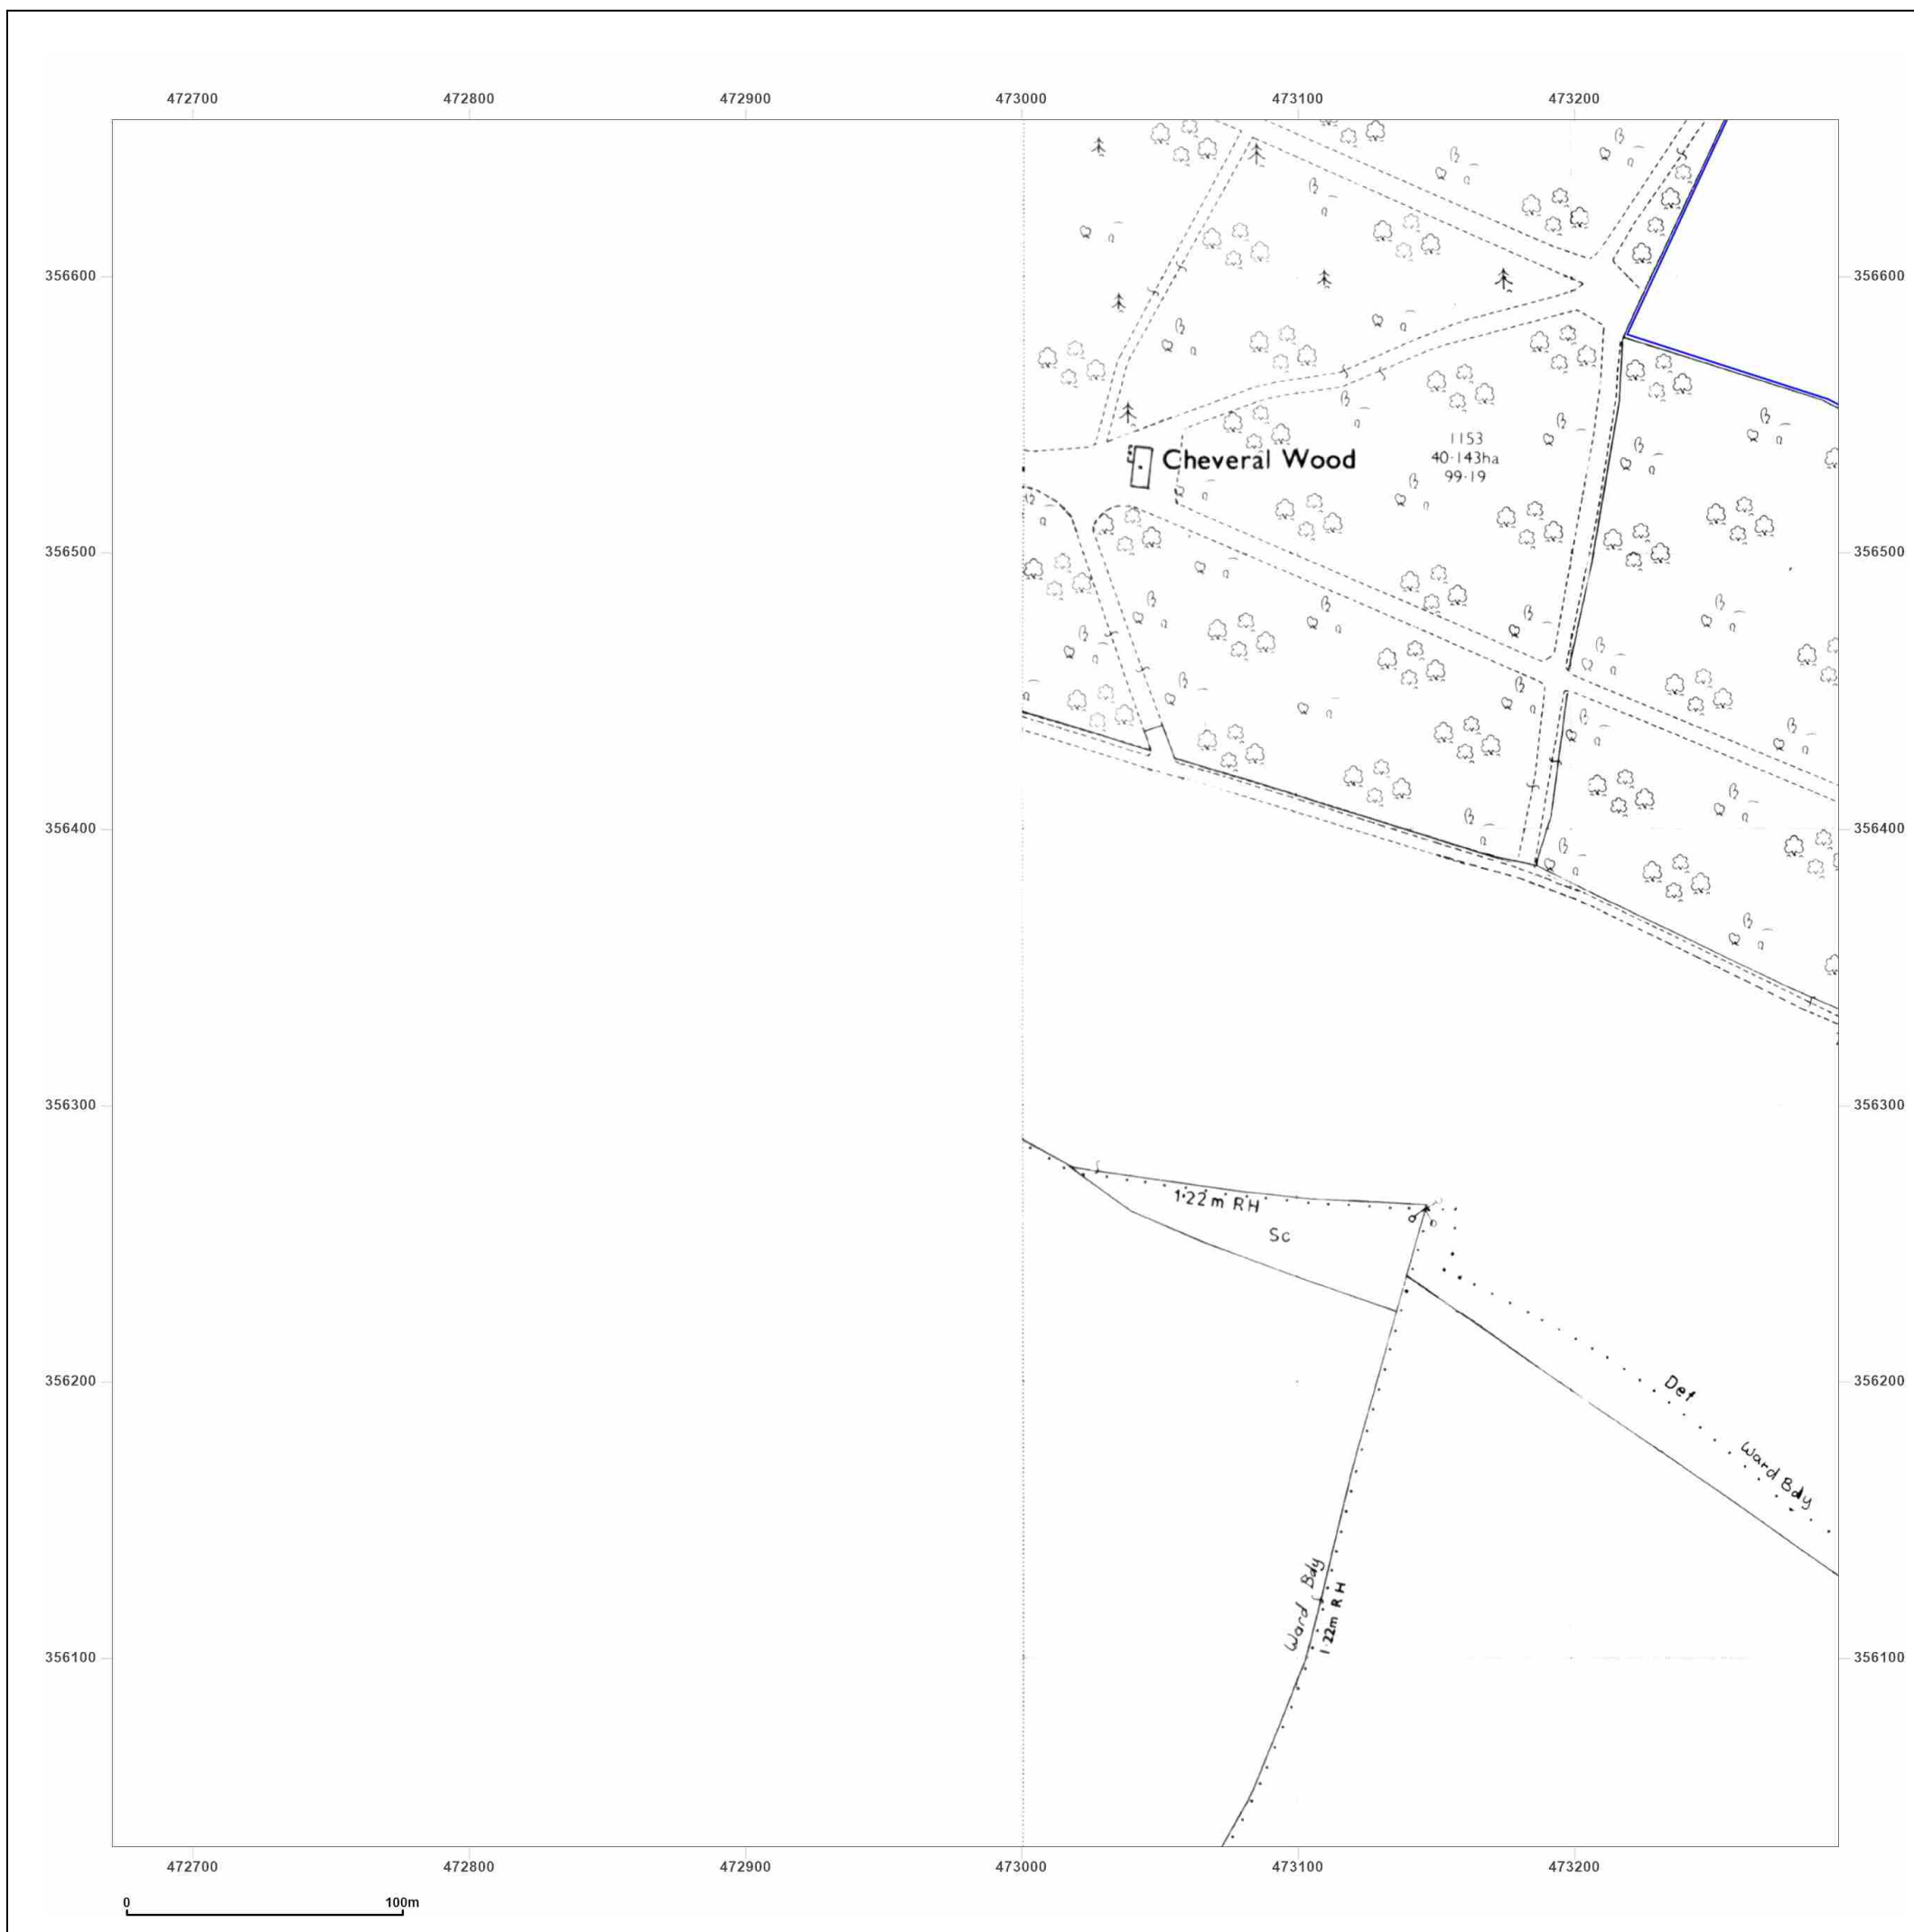 472700 472800 472900 473000 473100 473200
356600 356600
Cheveral Wood
1153
40·143ha
99·19
356500 356500
356400 356400
356300 356300
1·22m RH
Sc
356200 356200
Def
Ward Bdy
Ward Bdy
1·22m RH
356100 356100
472700 472800 472900 473000 473100 473200
0 100m